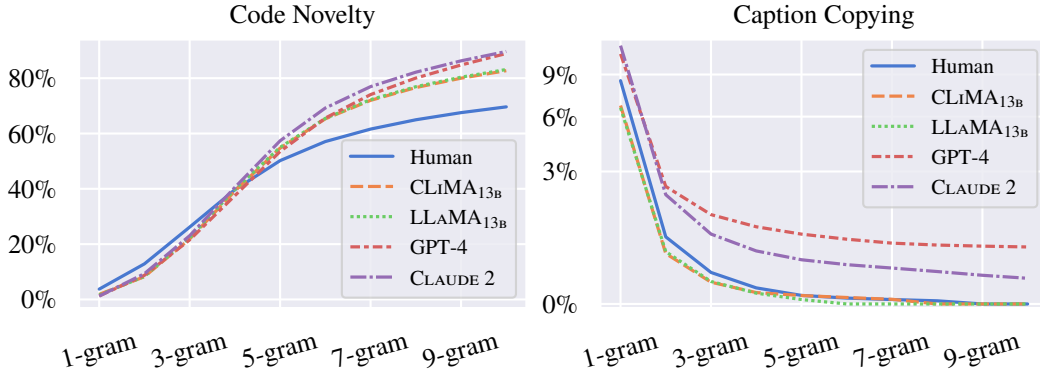 Code Novelty
80%
60%
40%
20%
0%
1-gram
3-gram
5-gram
7-gram
9-gram
Human
CLiMA13B
LLaMA13B
GPT-4
Claude 2
Caption Copying
9%
6%
3%
0%
1-gram
3-gram
5-gram
7-gram
9-gram
Human
CLiMA13B
LLaMA13B
GPT-4
Claude 2